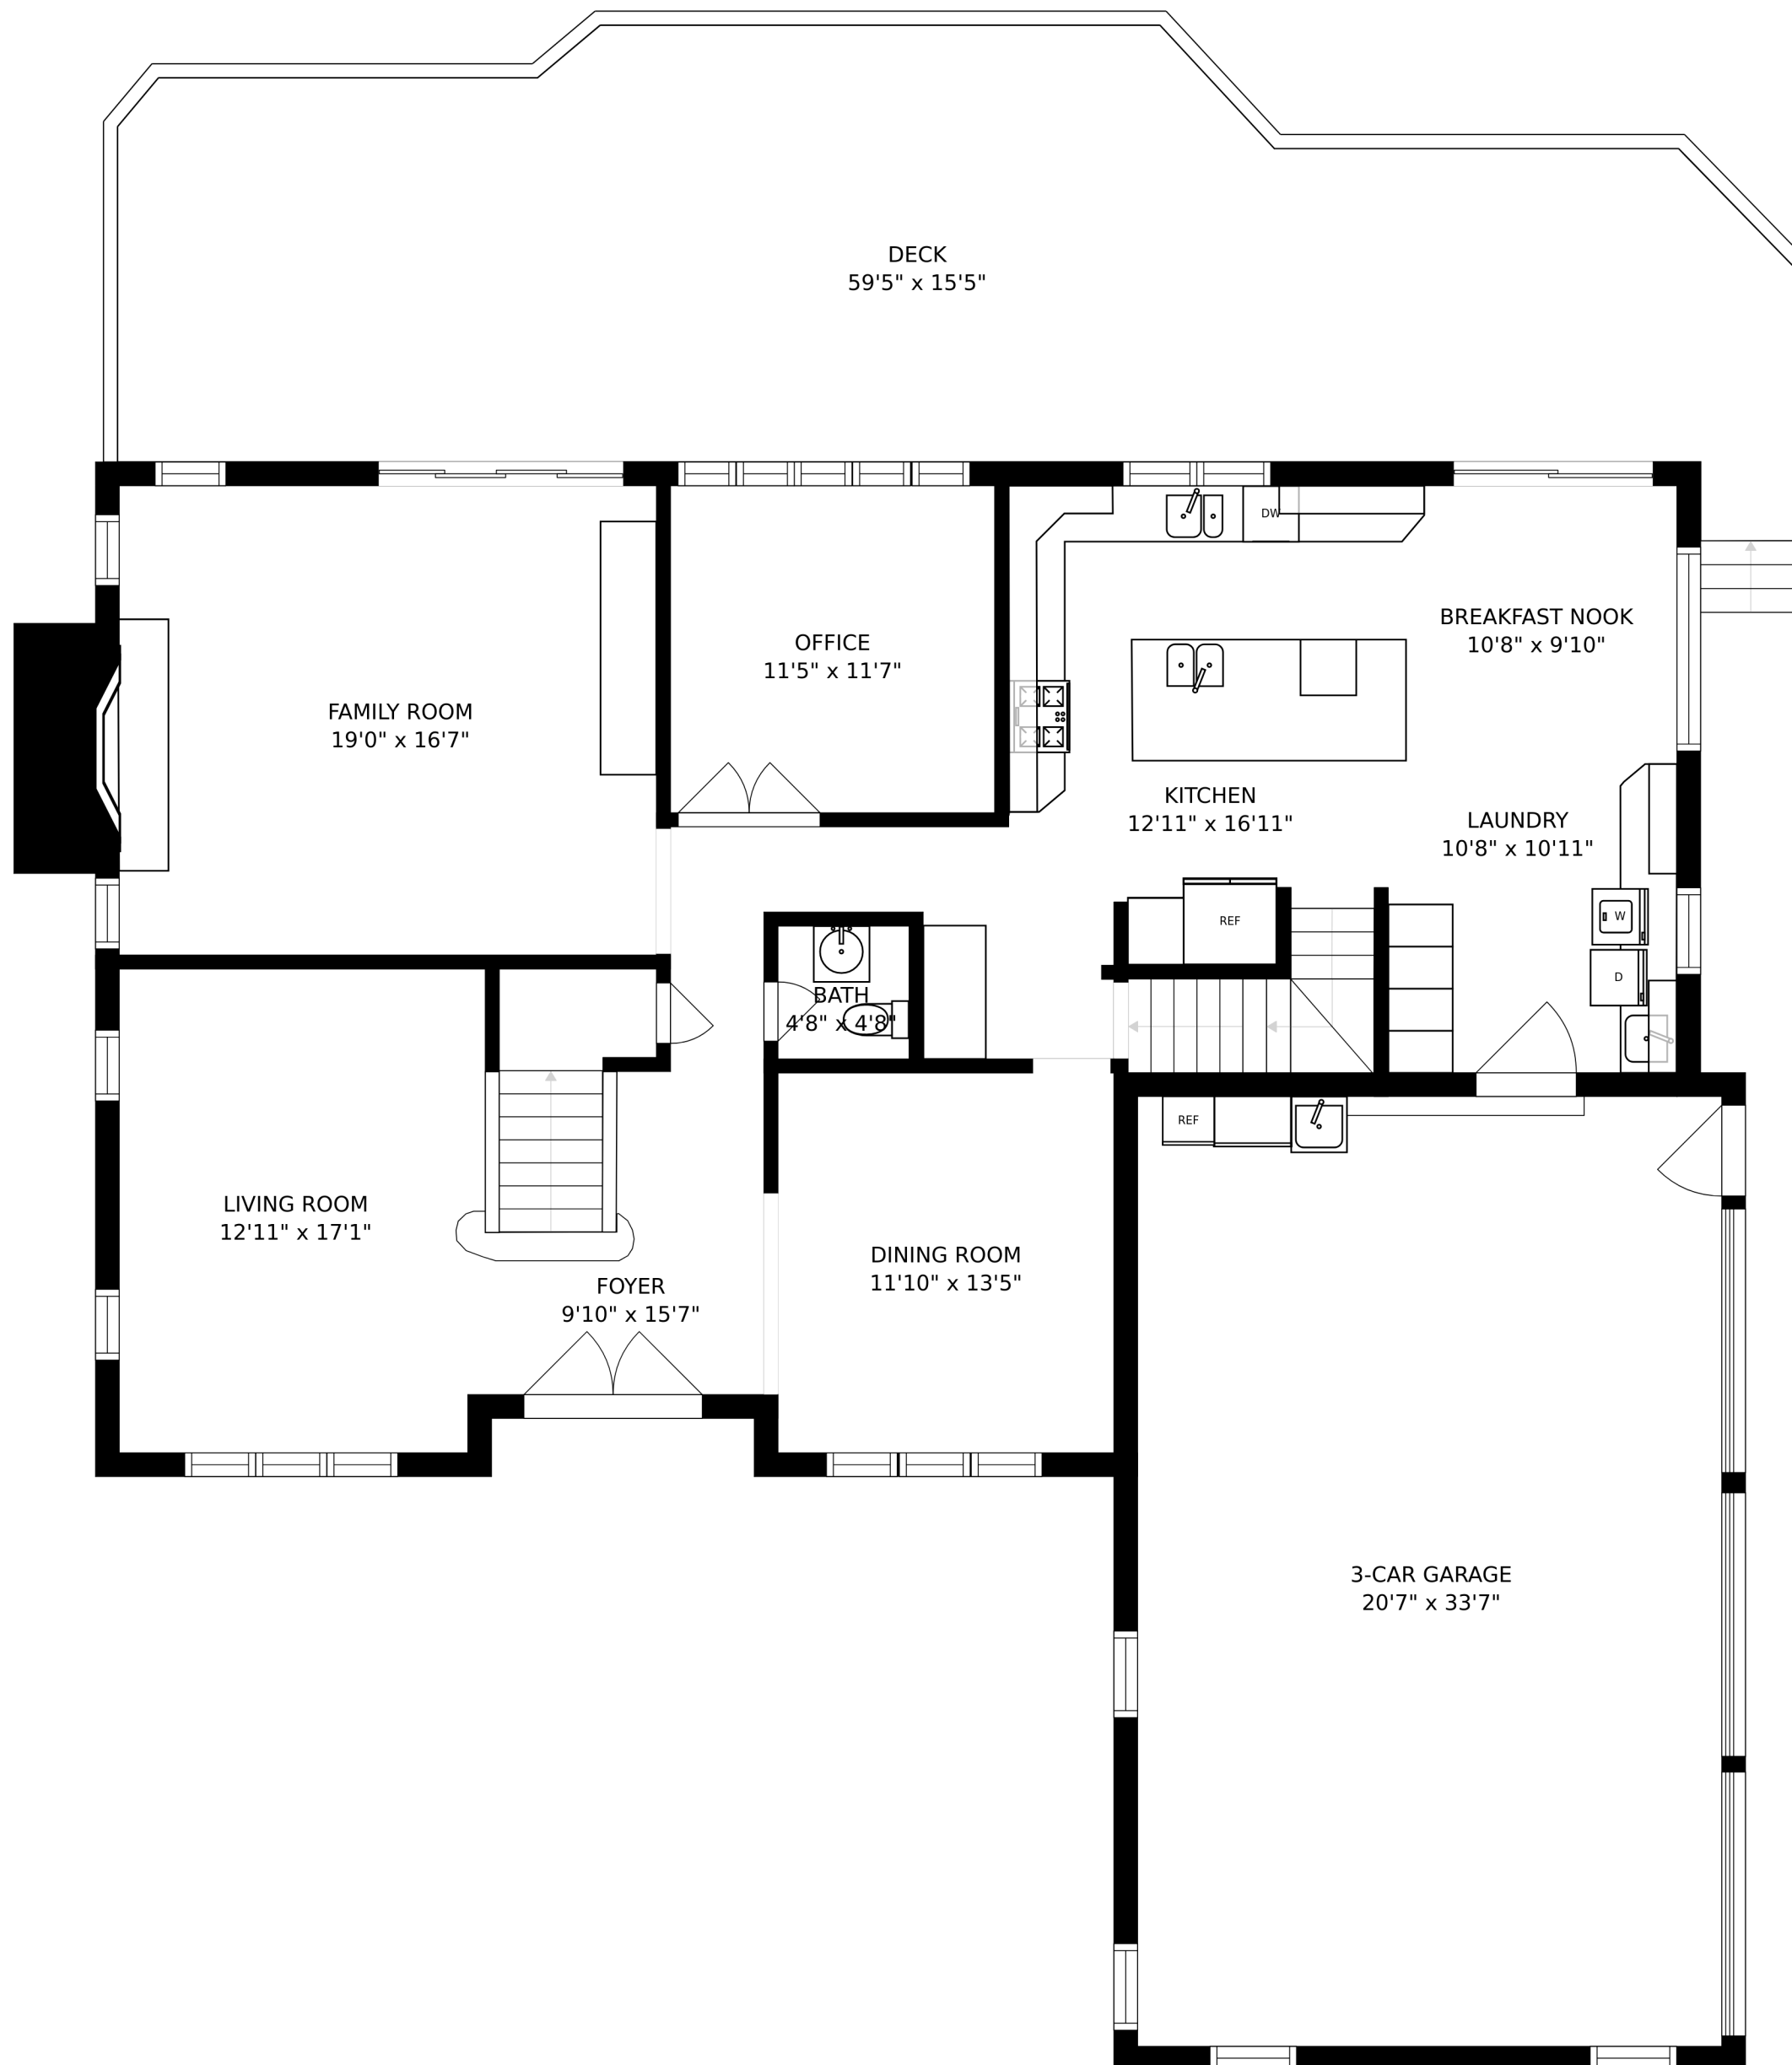 DECK
59'5" x 15'5"
DW
BREAKFAST NOOK
10'8" x 9'10"
OFFICE
11'5" x 11'7"
FAMILY ROOM
19'0" x 16'7"
KITCHEN
12'11" x 16'11"
LAUNDRY
10'8" x 10'11"
REF
W
D
BATH
4'8" x 4'8"
REF
LIVING ROOM
12'11" x 17'1"
DINING ROOM
11'10" x 13'5"
FOYER
9'10" x 15'7"
3-CAR GARAGE
20'7" x 33'7"